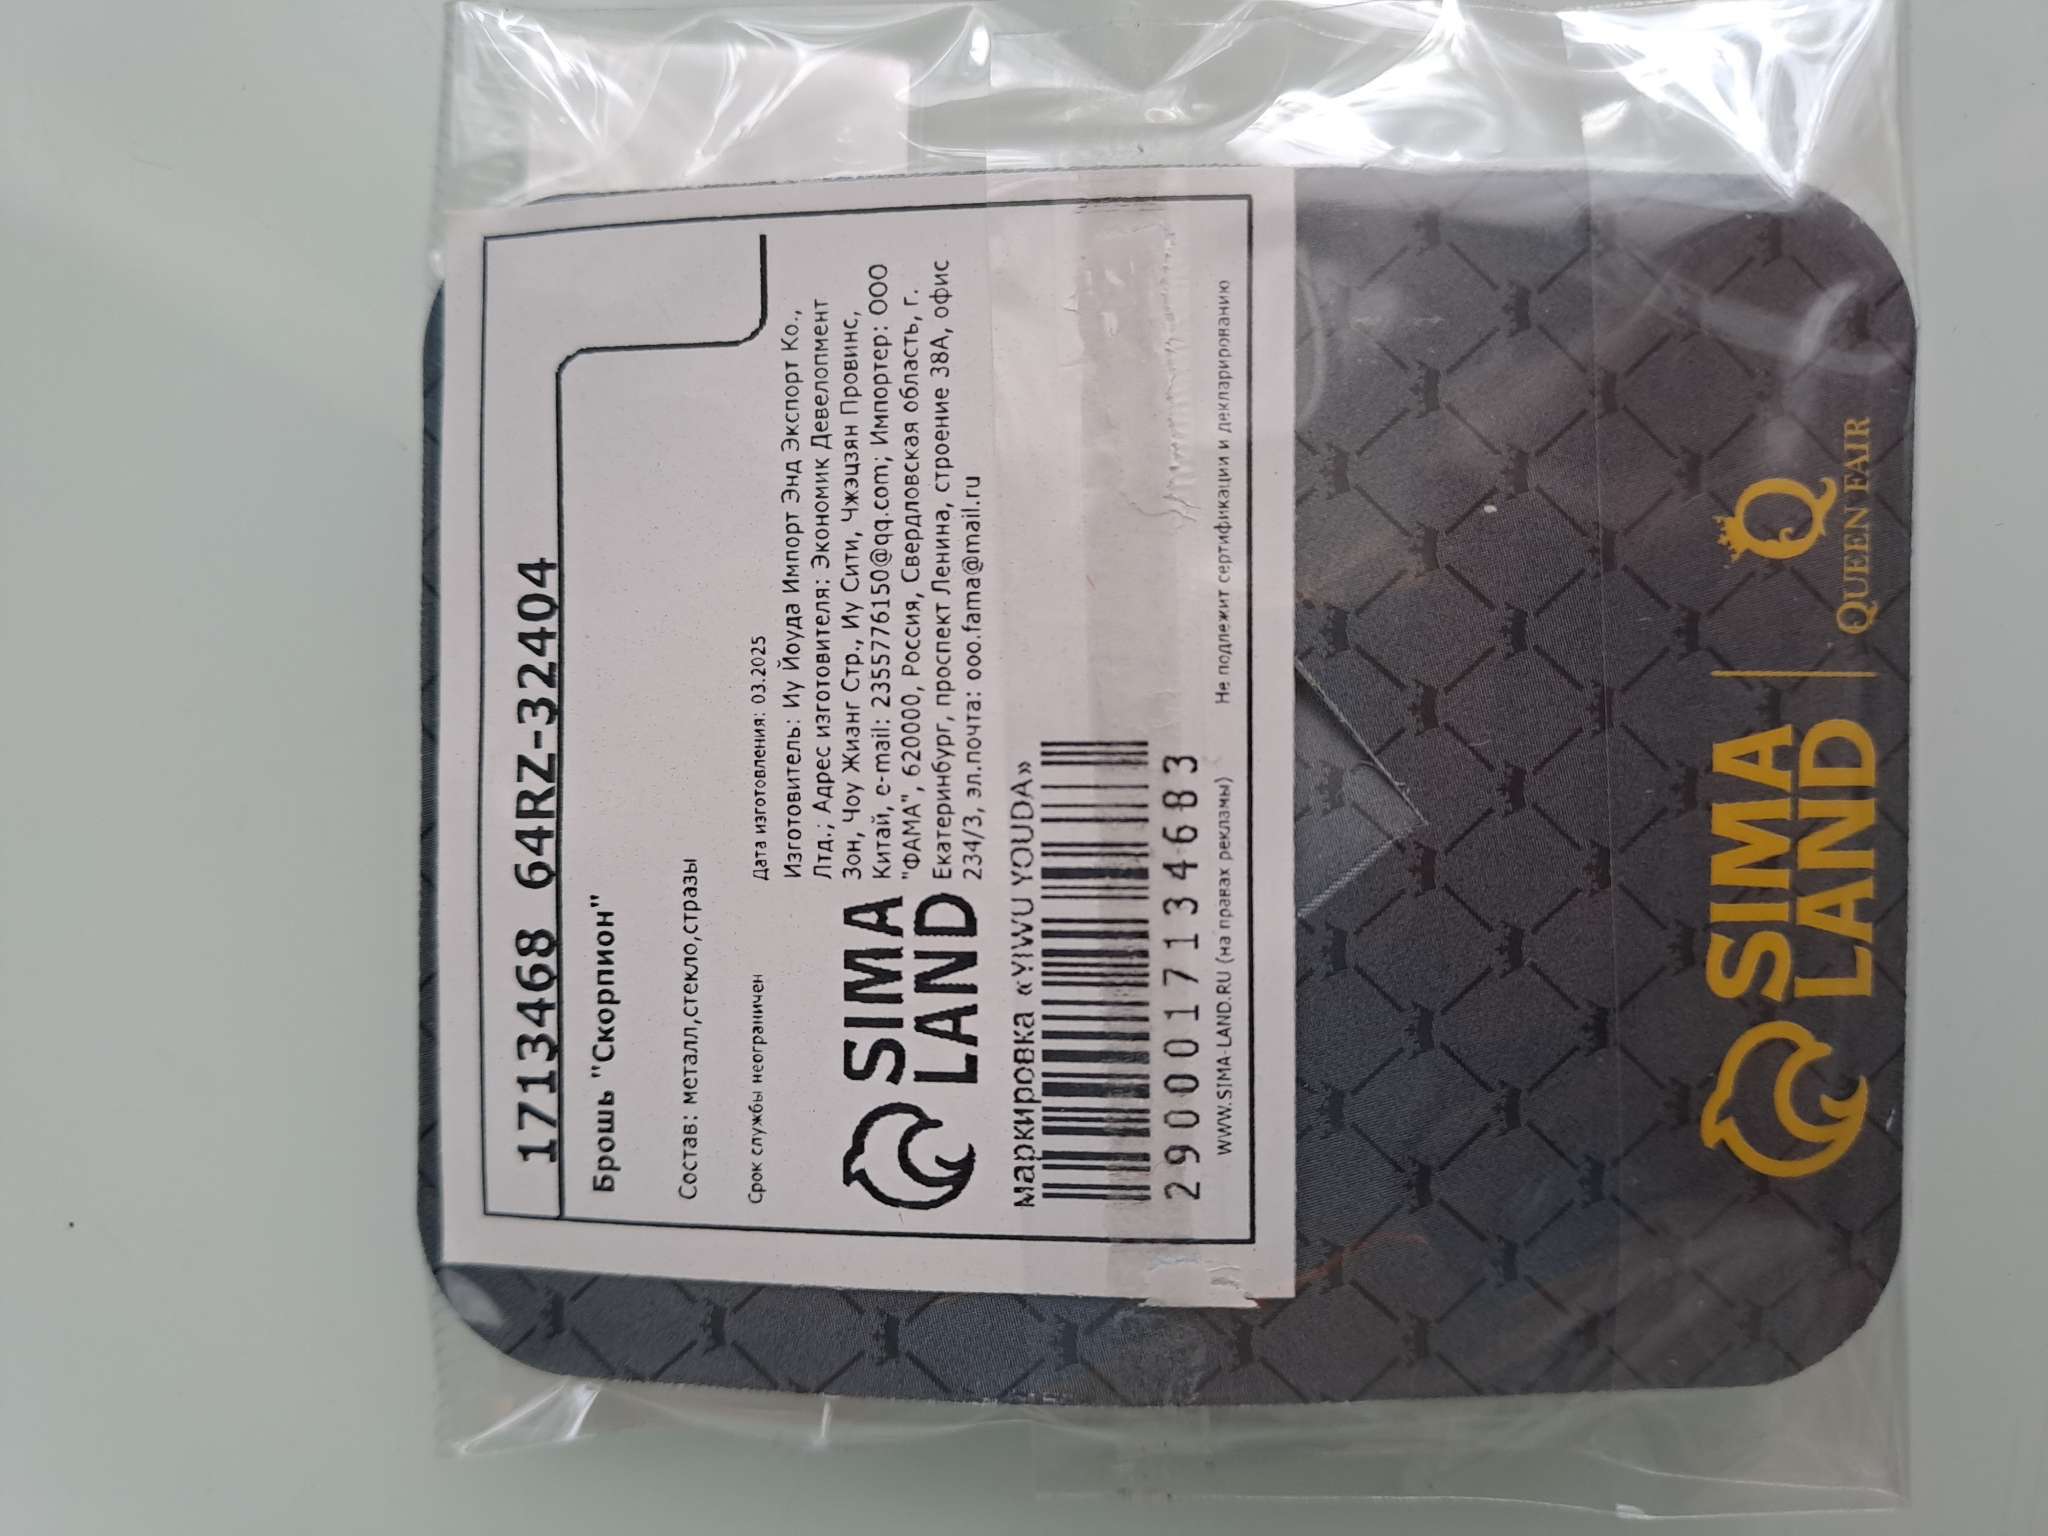 1713468 64RZ-32404
Брошь "Скорпион"
Состав: металл,стекло,стразы
Срок службы неограничен
Дата изготовления: 03.2025
Изготовитель: Иу Йоуда Импорт Энд Экспорт Ко.,
Лтд.; Адрес изготовителя: Экономик Девелопмент
Зон, Чоу Жианг Стр., Иу Сити, Чжэцзян Провинс,
Китай, e-mail: 2355776150@qq.com; Импортер: ООО
"ФАМА", 620000, Россия, Свердловская область, г.
Екатеринбург, проспект Ленина, строение 38А, офис
234/3, эл.почта: ooo.fama@mail.ru
SIMA
LAND
маркировка «YIWU YOUDA»
2900017134683
WWW.SIMA-LAND.RU (на правах рекламы)
Не подлежит сертификации и декларированию
SIMA
LAND
Q
QUEEN FAIR